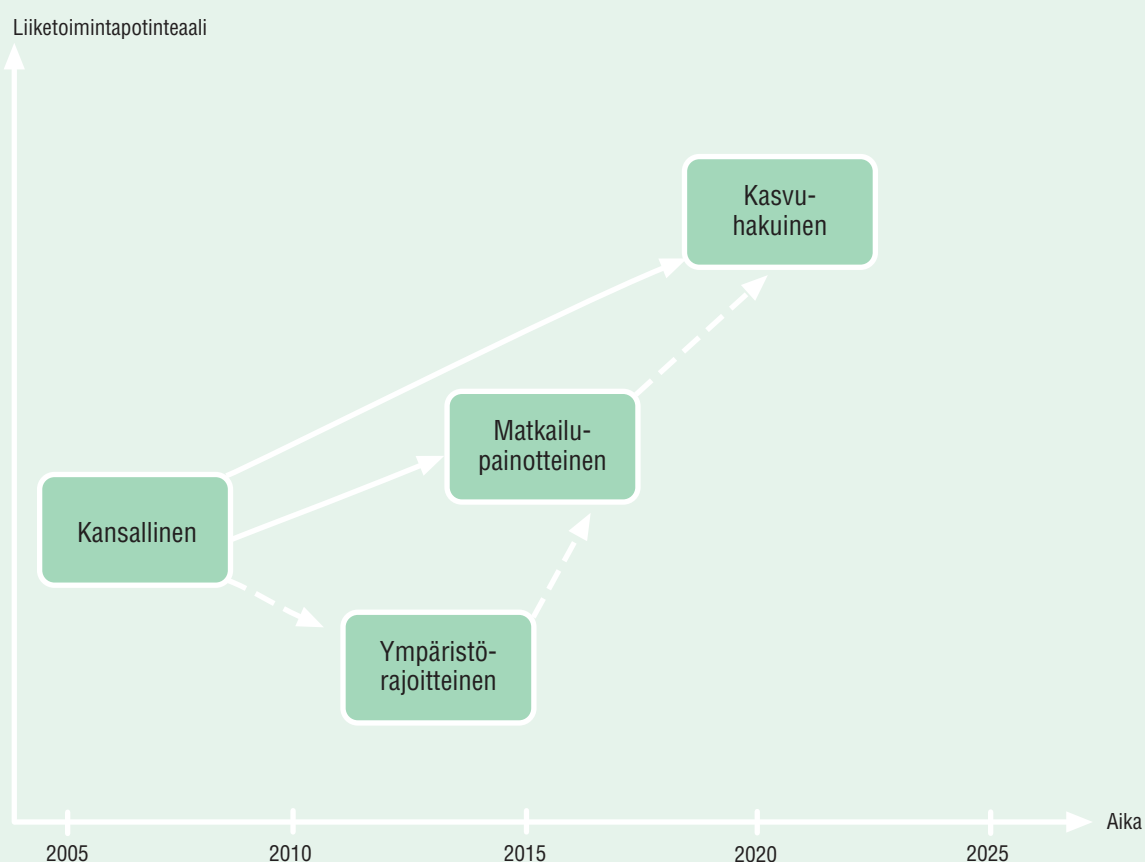 Liiketoimintapotinteaali
Kasvu-
hakuinen
Matkailu-
painotteinen
Kansallinen
Ympäristö-
rajoitteinen
Aika
2005
2010
2015
2020
2025